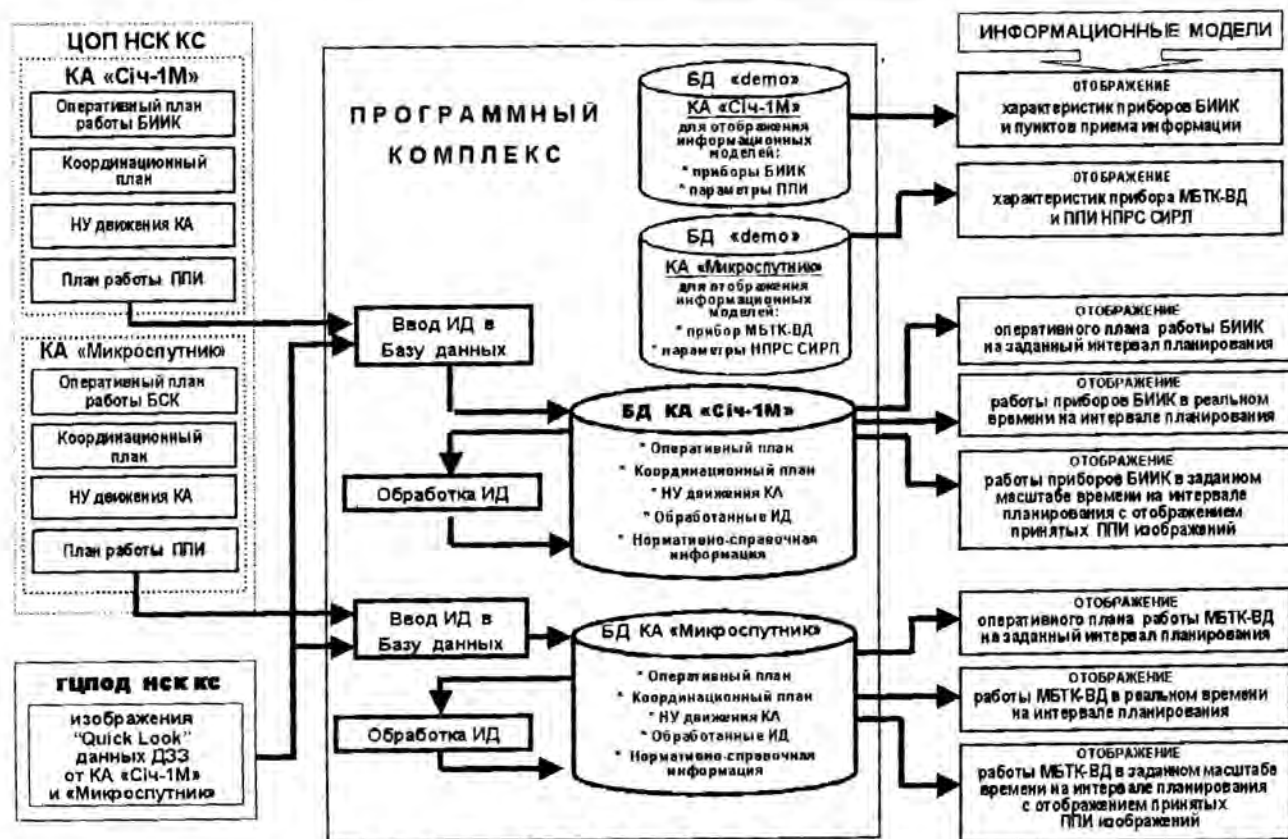 ЦОП НСК КС
КА «Січ-1М»
Оперативный план
работы БИИК
Координационный
план
НУ движения КА
План работы ППИ
КА «Микроспутник»
Оперативный план
работы БСК
Координационный
план
НУ движения КА
План работы ППИ
ГЦПОД НСК КС
изображения
"Quick Look"
данных ДЗЗ
от КА «Січ-1М»
и «Микроспутник»
ПРОГРАММНЫЙ
КОМПЛЕКС
БД «demo»
КА «Січ-1М»
для отображения
информационных
моделей:
* приборы БИИК
* параметры ППИ
БД «demo»
КА «Микроспутник»
для отображения
информационных
моделей:
* прибор МБТК-ВД
* параметры НПРС СИРЛ
Ввод ИД в
Базу данных
БД КА «Січ-1М»
* Оперативный план
* Координационный план
* НУ движения КА
* Обработанные ИД
* Нормативно-справочная
информация
Обработка ИД
Ввод ИД в
Базу данных
БД КА «Микроспутник»
* Оперативный план
* Координационный план
* НУ движения КА
* Обработанные ИД
* Нормативно-справочная
информация
Обработка ИД
ИНФОРМАЦИОННЫЕ МОДЕЛИ
ОТОБРАЖЕНИЕ
характеристик приборов БИИК
и пунктов приема информации
ОТОБРАЖЕНИЕ
характеристик прибора МБТК-ВД
и ППИ НПРС СИРЛ
ОТОБРАЖЕНИЕ
оперативного плана работы БИИК
на заданный интервал планирования
ОТОБРАЖЕНИЕ
работы приборов БИИК в реальном
времени на интервале планирования
ОТОБРАЖЕНИЕ
работы приборов БИИК в заданном
масштабе времени на интервале
планирования с отображением
принятых ППИ изображений
ОТОБРАЖЕНИЕ
оперативного плана работы МБТК-ВД
на заданный интервал планирования
ОТОБРАЖЕНИЕ
работы МБТК-ВД в реальном времени
на интервале планирования
ОТОБРАЖЕНИЕ
работы МБТК-ВД в заданном масштабе
времени на интервале планирования
с отображением принятых
ППИ изображений